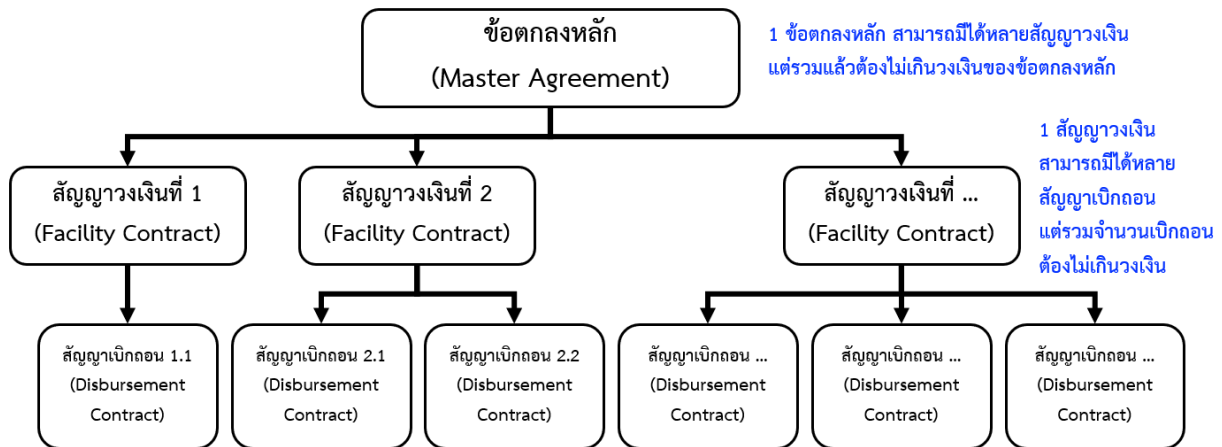 ข้อตกลงหลัก
(Master Agreement)
1 ข้อตกลงหลัก สามารถมีได้หลายสัญญาวงเงิน
แต่รวมแล้วต้องไม่เกินวงเงินของข้อตกลงหลัก
1 สัญญาวงเงิน
สามารถมีได้หลาย
สัญญาเบิกถอน
แต่รวมจำนวนเบิกถอน
ต้องไม่เกินวงเงิน
สัญญาวงเงินที่ 1
(Facility Contract)
สัญญาวงเงินที่ 2
(Facility Contract)
สัญญาวงเงินที่ ...
(Facility Contract)
สัญญาเบิกถอน 1.1
(Disbursement
Contract)
สัญญาเบิกถอน 2.1
(Disbursement
Contract)
สัญญาเบิกถอน 2.2
(Disbursement
Contract)
สัญญาเบิกถอน ...
(Disbursement
Contract)
สัญญาเบิกถอน ...
(Disbursement
Contract)
สัญญาเบิกถอน ...
(Disbursement
Contract)